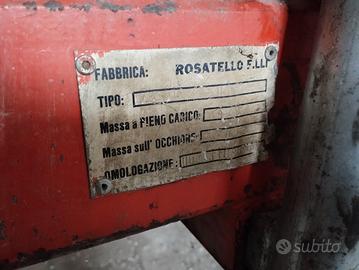 FABBRICA: ROSATELLO F.LLI
TIPO:
Massa a PIENO CARICO:
Massa sull' OCCHIONE:
OMOLOGAZIONE:
subito